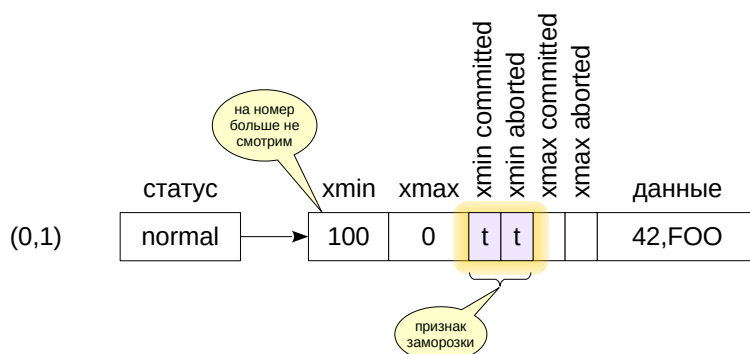 на номер
больше не
смотрим
xmin committed
xmin aborted
xmax committed
xmax aborted
статус xmin xmax данные
(0,1) normal 100 0 t t 42,FOO
признак
заморозки